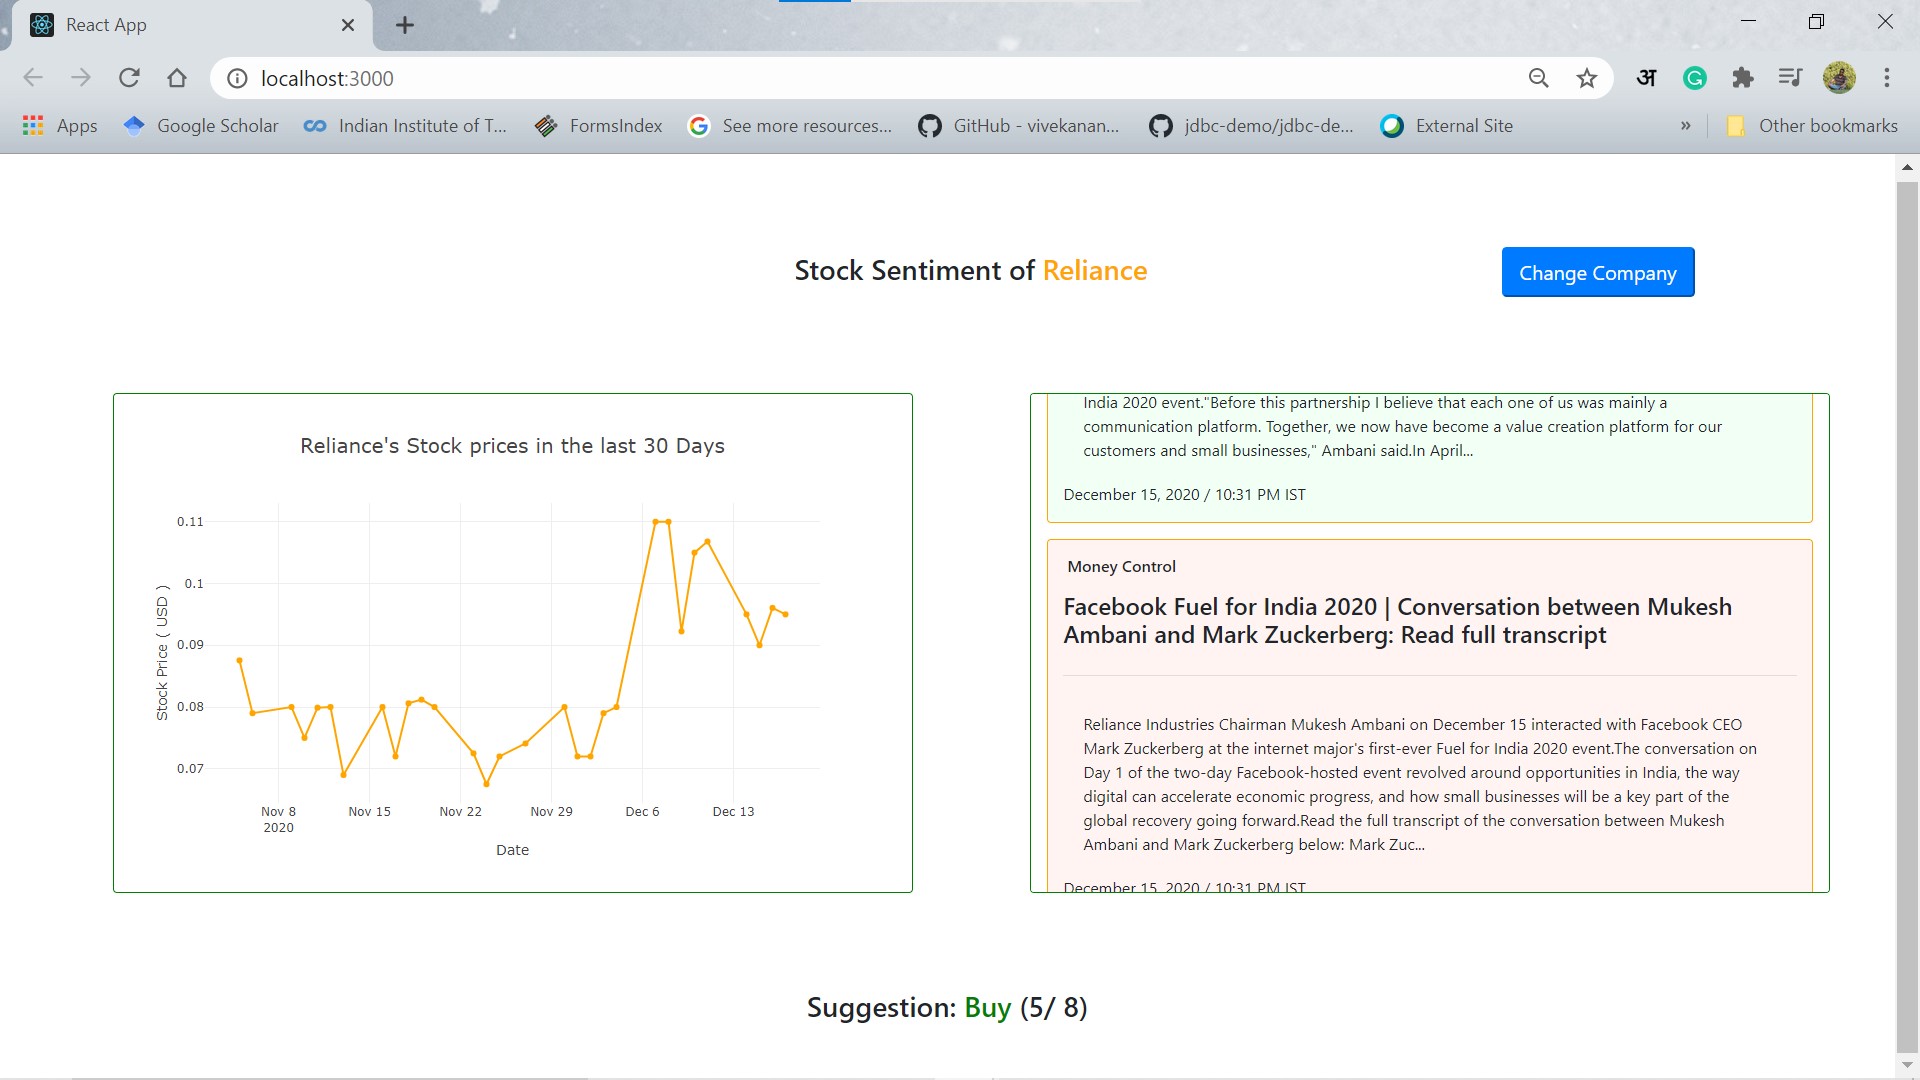 React App
localhost:3000
अ
G
Apps
Google Scholar
Indian Institute of T...
FormsIndex
See more resources...
GitHub - vivekanan...
jdbc-demo/jdbc-de...
External Site
»
Other bookmarks
Stock Sentiment of Reliance
Change Company
Reliance's Stock prices in the last 30 Days
Stock Price ( USD )
0.11
0.1
0.09
0.08
0.07
Nov 8
2020
Nov 15
Nov 22
Nov 29
Dec 6
Dec 13
Date
India 2020 event."Before this partnership I believe that each one of us was mainly a
communication platform. Together, we now have become a value creation platform for our
customers and small businesses," Ambani said.In April...
December 15, 2020 / 10:31 PM IST
Money Control
Facebook Fuel for India 2020 | Conversation between Mukesh
Ambani and Mark Zuckerberg: Read full transcript
Reliance Industries Chairman Mukesh Ambani on December 15 interacted with Facebook CEO
Mark Zuckerberg at the internet major's first-ever Fuel for India 2020 event.The conversation on
Day 1 of the two-day Facebook-hosted event revolved around opportunities in India, the way
digital can accelerate economic progress, and how small businesses will be a key part of the
global recovery going forward.Read the full transcript of the conversation between Mukesh
Ambani and Mark Zuckerberg below: Mark Zuc...
December 15, 2020 / 10:31 PM IST
Suggestion: Buy (5/ 8)